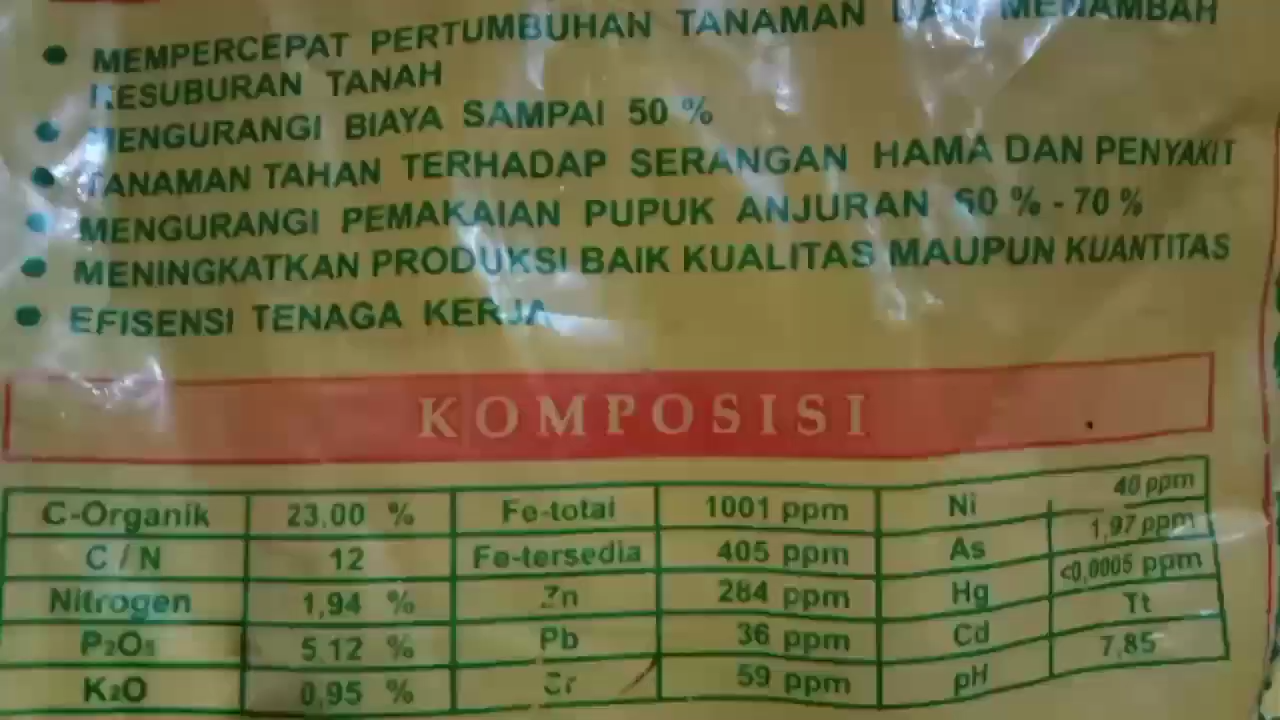 MEMPERCEPAT PERTUMBUHAN TANAMAN DAN MENAMBAH
KESUBURAN TANAH
MENGURANGI BIAYA SAMPAI 50 %
TANAMAN TAHAN TERHADAP SERANGAN HAMA DAN PENYAKIT
MENGURANGI PEMAKAIAN PUPUK ANJURAN 60 % - 70 %
MENINGKATKAN PRODUKSI BAIK KUALITAS MAUPUN KUANTITAS
EFISENSI TENAGA KERJA
KOMPOSISI
C-Organik 23,00 % Fe-total 1001 ppm Ni 40 ppm
C / N 12 Fe-tersedia 405 ppm As 1,97 ppm
Nitrogen 1,94 % Zn 284 ppm Hg <0,0005 ppm
P2O5 5,12 % Pb 36 ppm Cd Tt
K2O 0,95 % 59 ppm pH 7,85